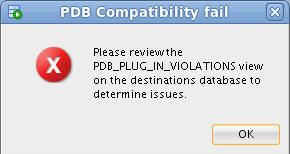 PDB Compatibility fail
Please review the
PDB_PLUG_IN_VIOLATIONS view
on the destinations database to
determine issues.
OK